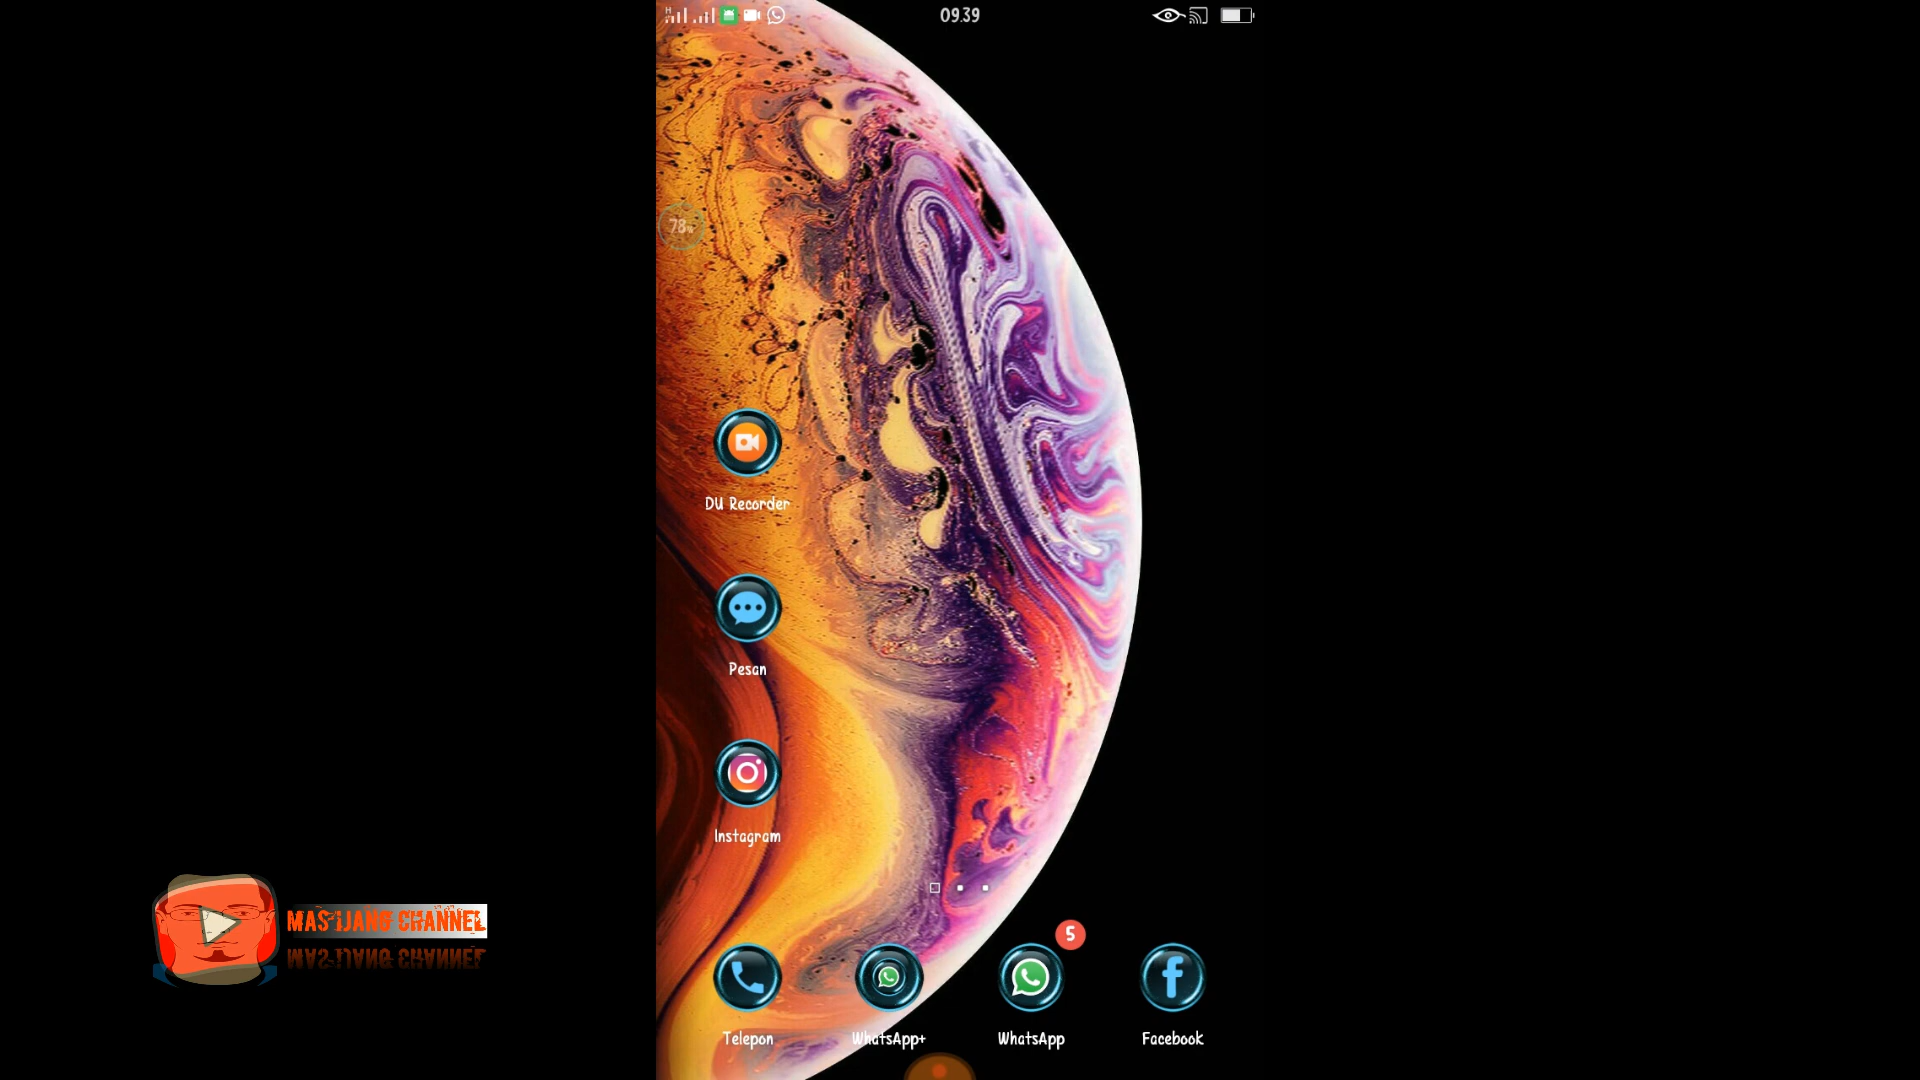 H
09.39
78%
DU Recorder
Pesan
Instagram
5
Telepon
WhatsApp+
WhatsApp
Facebook
MAS IJANG CHANNEL